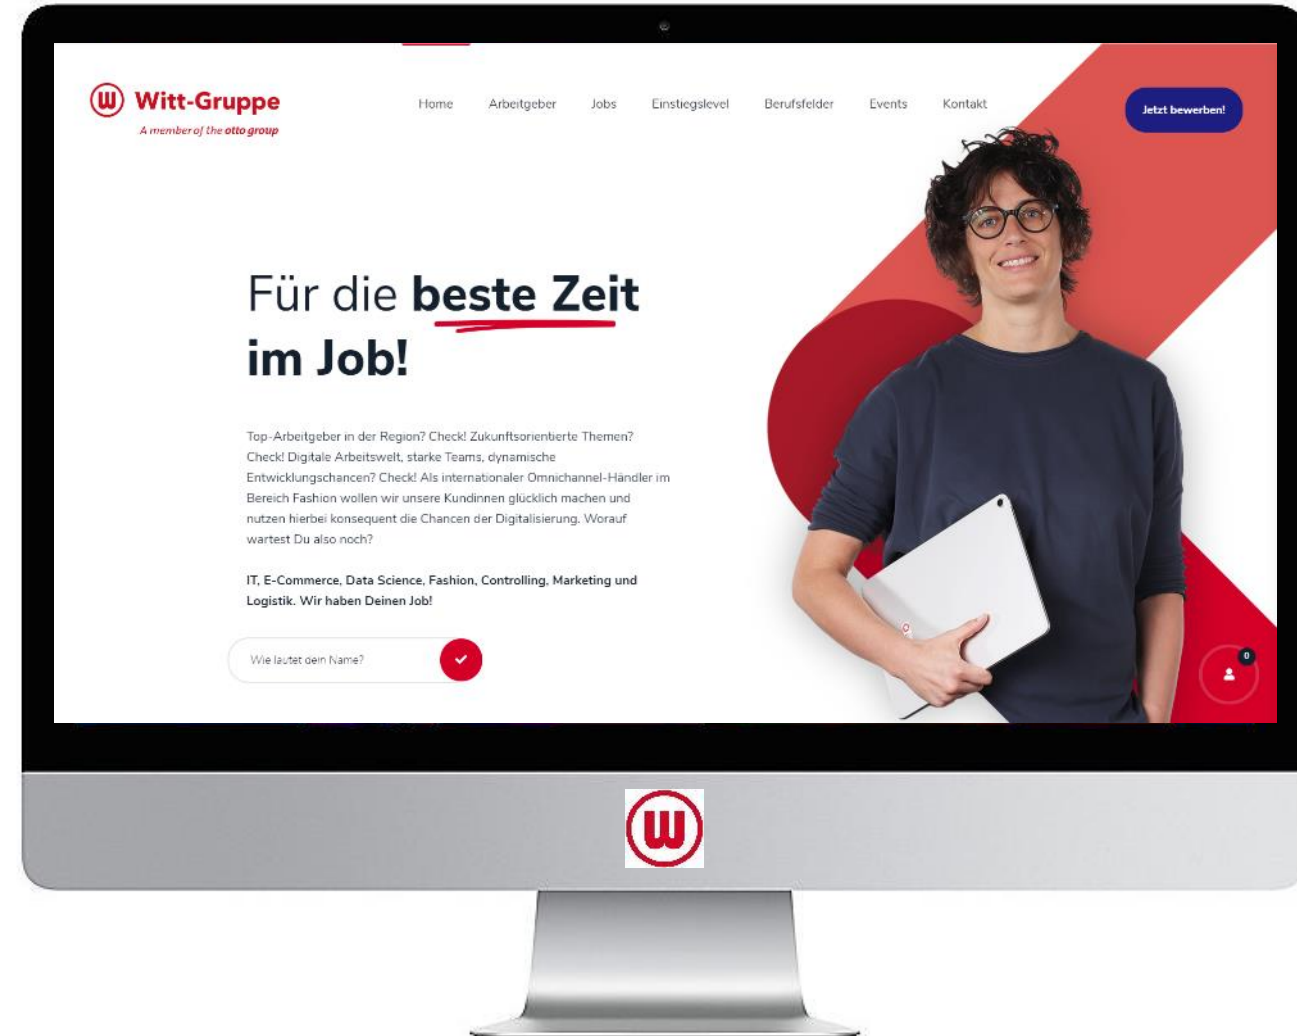 Witt-Gruppe
A member of the otto group
Home Arbeitgeber Jobs Einstiegslevel Berufsfelder Events Kontakt
Jetzt bewerben!
Für die beste Zeit
im Job!
Top-Arbeitgeber in der Region? Check! Zukunftsorientierte Themen?
Check! Digitale Arbeitswelt, starke Teams, dynamische
Entwicklungschancen? Check! Als internationaler Omnichannel-Händler im
Bereich Fashion wollen wir unsere Kundinnen glücklich machen und
nutzen hierbei konsequent die Chancen der Digitalisierung. Worauf
wartest Du also noch?
IT, E-Commerce, Data Science, Fashion, Controlling, Marketing und
Logistik. Wir haben Deinen Job!
Wie lautet dein Name?
0
W